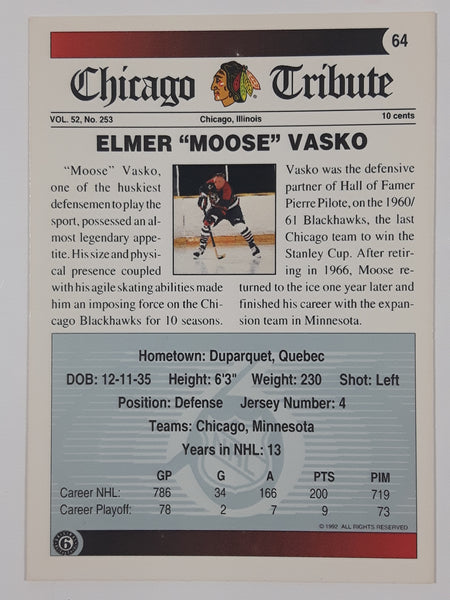 64
Chicago Tribute
VOL. 52, No. 253 Chicago, Illinois 10 cents
ELMER “MOOSE” VASKO
“Moose” Vasko,
one of the huskiest
defensemen to play the
sport, possessed an al-
most legendary appe-
tite. His size and physi-
cal presence coupled
with his agile skating abilities made
him an imposing force on the Chi-
cago Blackhawks for 10 seasons.
Vasko was the defensive
partner of Hall of Famer
Pierre Pilote, on the 1960/
61 Blackhawks, the last
Chicago team to win the
Stanley Cup. After retir-
ing in 1966, Moose re-
turned to the ice one year later and
finished his career with the expan-
sion team in Minnesota.
Hometown: Duparquet, Quebec
DOB: 12-11-35 Height: 6'3" Weight: 230 Shot: Left
Position: Defense Jersey Number: 4
Teams: Chicago, Minnesota
Years in NHL: 13
GP G A PTS PIM
Career NHL: 786 34 166 200 719
Career Playoff: 78 2 7 9 73
© 1992 ALL RIGHTS RESERVED
6